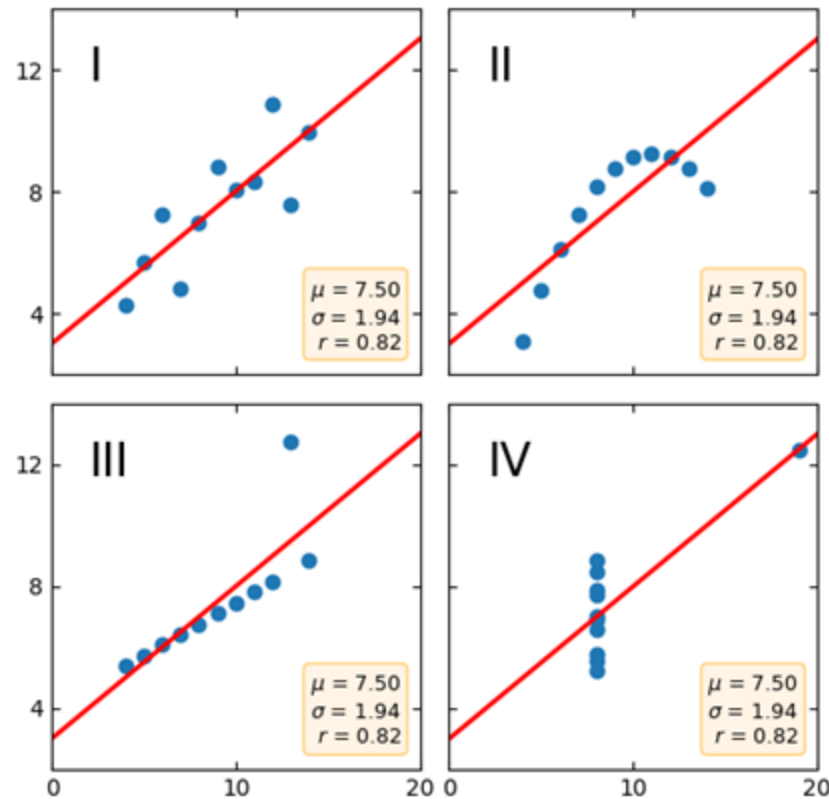 I
II
12
8
4
μ = 7.50
σ = 1.94
r = 0.82
μ = 7.50
σ = 1.94
r = 0.82
III
IV
12
8
4
μ = 7.50
σ = 1.94
r = 0.82
μ = 7.50
σ = 1.94
r = 0.82
0
10
20
0
10
20